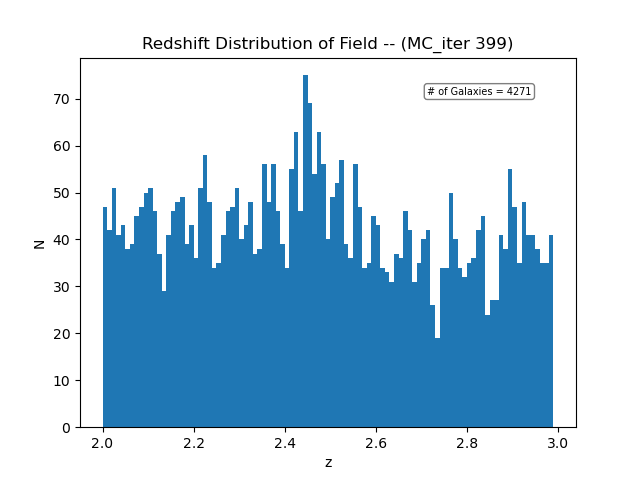 Redshift Distribution of Field -- (MC_iter 399)
# of Galaxies = 4271
70
60
50
40
30
20
10
0
N
2.0 2.2 2.4 2.6 2.8 3.0
z